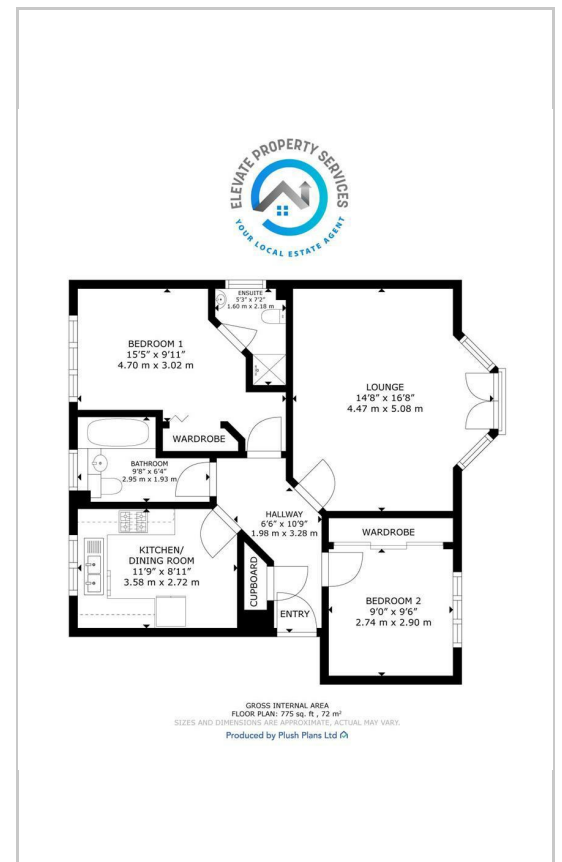 ELEVATE PROPERTY SERVICES
YOUR LOCAL ESTATE AGENT
ENSUITE
5'3" x 7'2"
1.60 m x 2.18 m
BEDROOM 1
15'5" x 9'11"
4.70 m x 3.02 m
LOUNGE
14'8" x 16'8"
4.47 m x 5.08 m
WARDROBE
BATHROOM
9'8" x 6'4"
2.95 m x 1.93 m
HALLWAY
6'6" x 10'9"
1.98 m x 3.28 m
WARDROBE
KITCHEN/
DINING ROOM
11'9" x 8'11"
3.58 m x 2.72 m
CUPBOARD
ENTRY
BEDROOM 2
9'0" x 9'6"
2.74 m x 2.90 m
GROSS INTERNAL AREA
FLOOR PLAN: 775 sq. ft , 72 m²
SIZES AND DIMENSIONS ARE APPROXIMATE, ACTUAL MAY VARY.
Produced by Plush Plans Ltd